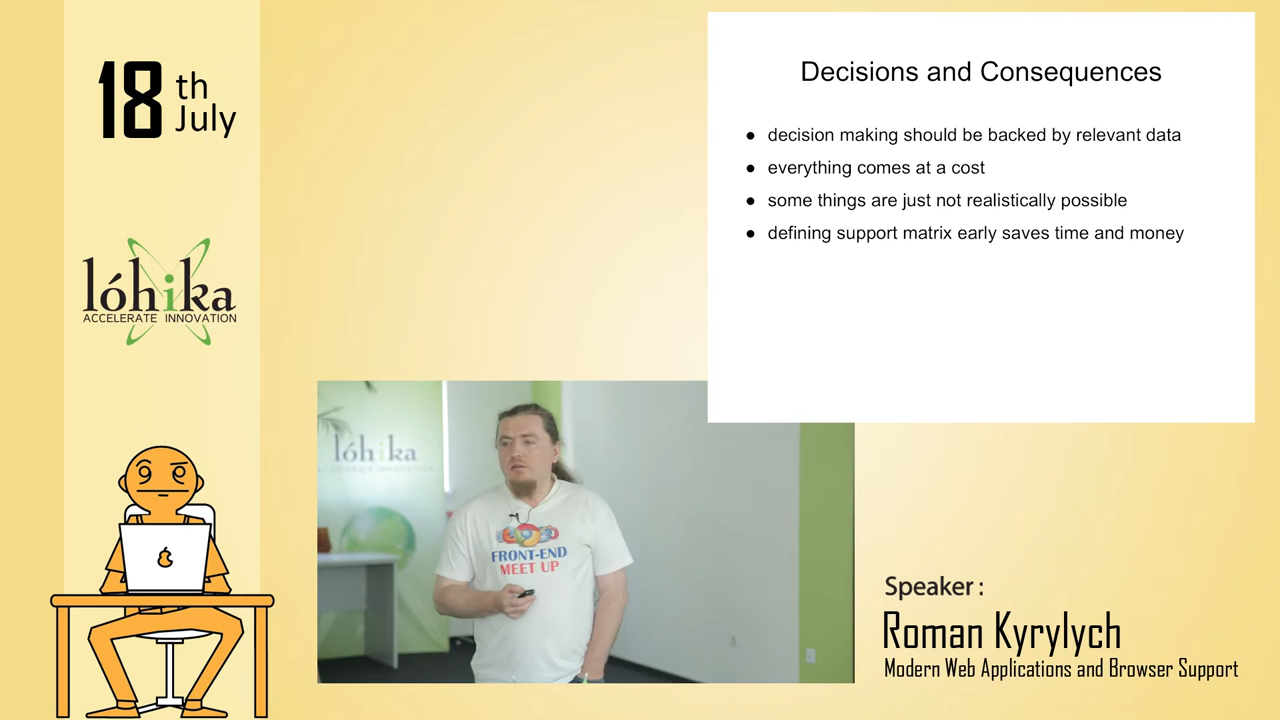 18 th
July
lóhika
ACCELERATE INNOVATION
Decisions and Consequences
● decision making should be backed by relevant data
● everything comes at a cost
● some things are just not realistically possible
● defining support matrix early saves time and money
lóhika
ACCELERATE INNOVATION
FRONT-END
MEET UP
Speaker :
Roman Kyrylych
Modern Web Applications and Browser Support